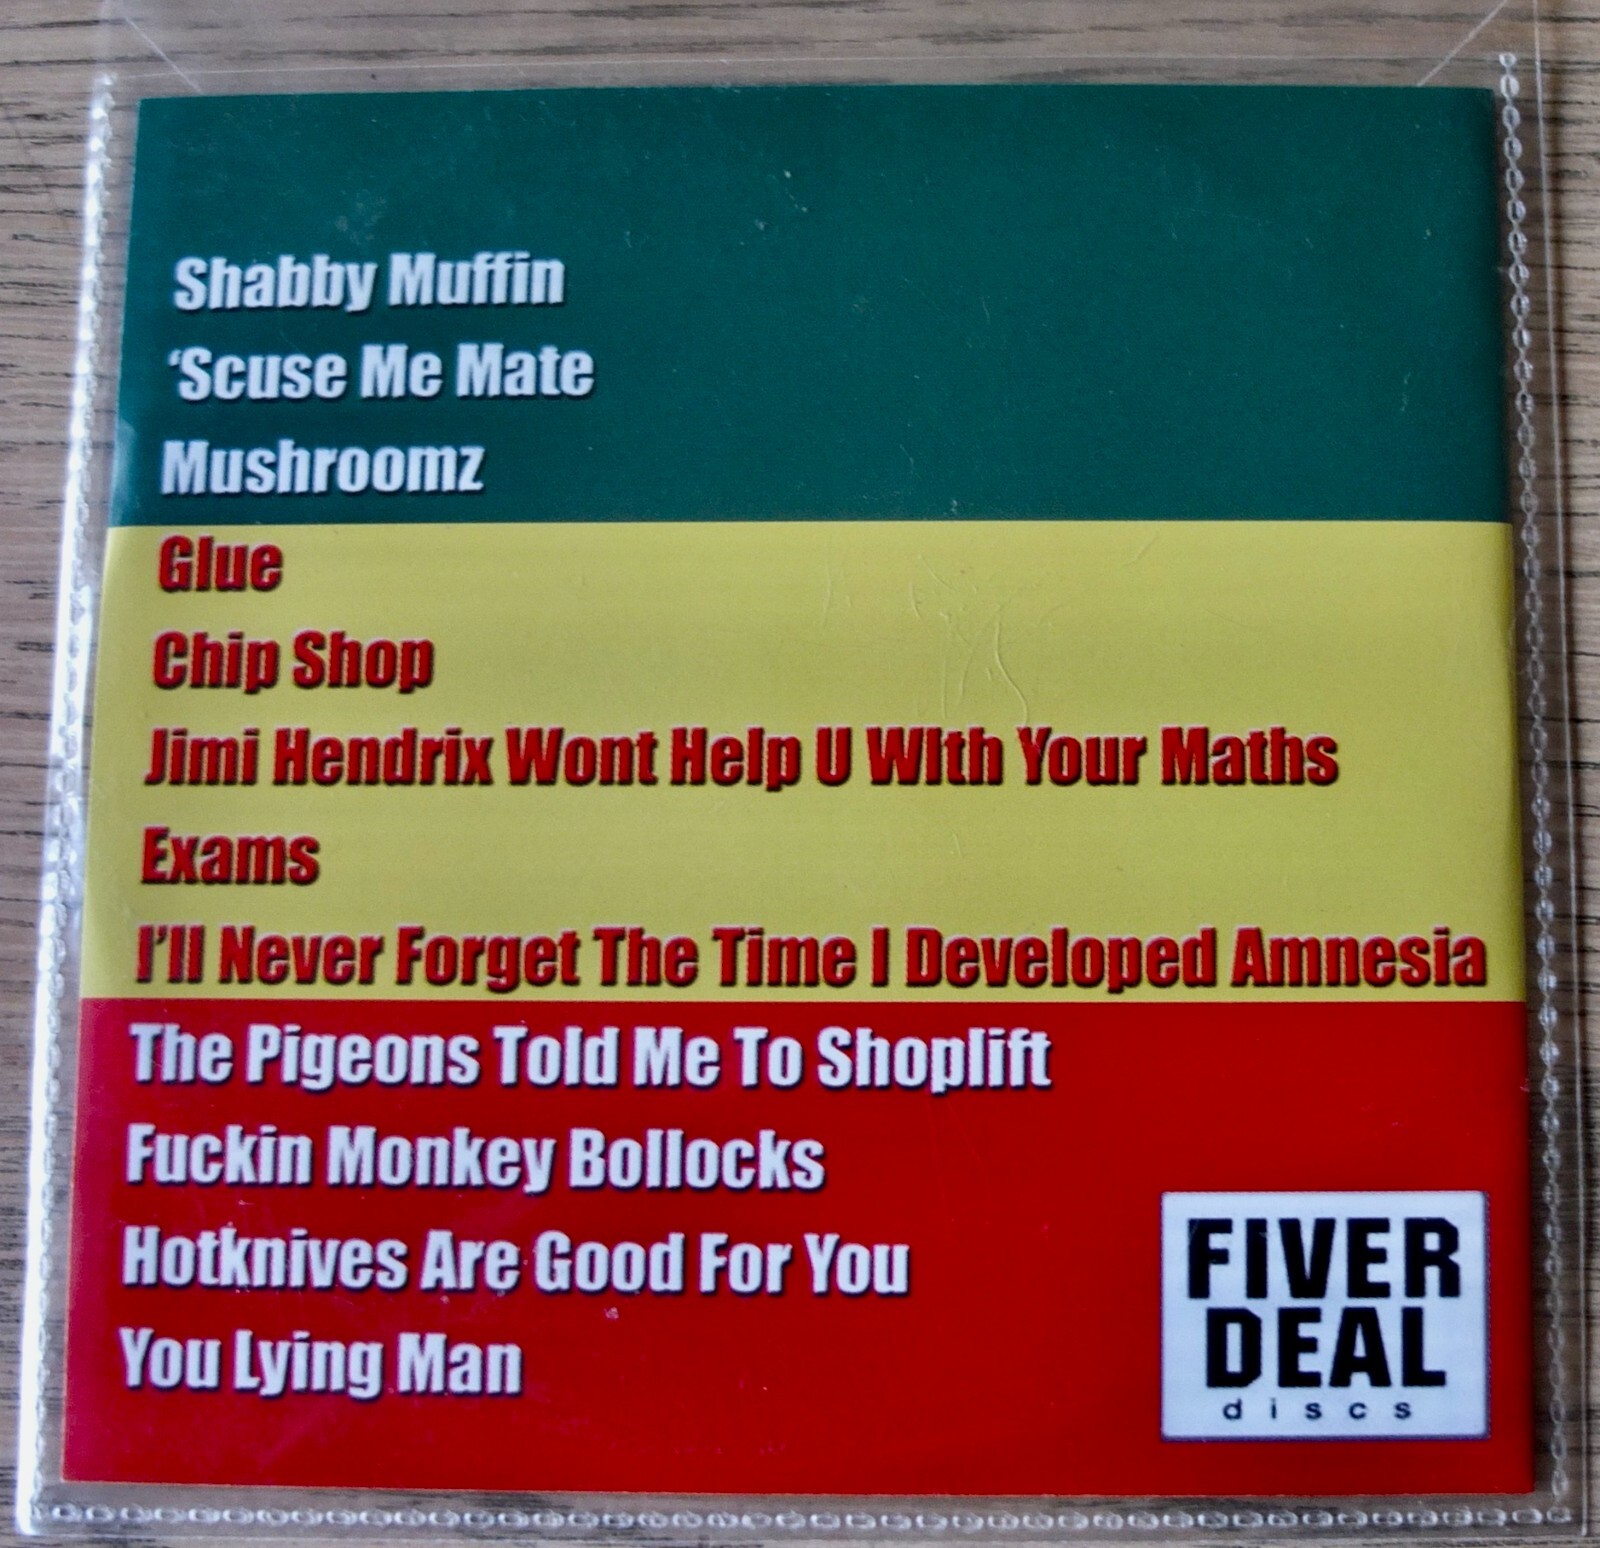 Shabby Muffin
‘Scuse Me Mate
Mushroomz
Glue
Chip Shop
Jimi Hendrix Wont Help U WIth Your Maths
Exams
I’ll Never Forget The Time I Developed Amnesia
The Pigeons Told Me To Shoplift
Fuckin Monkey Bollocks
Hotknives Are Good For You
You Lying Man
FIVER
DEAL
discs